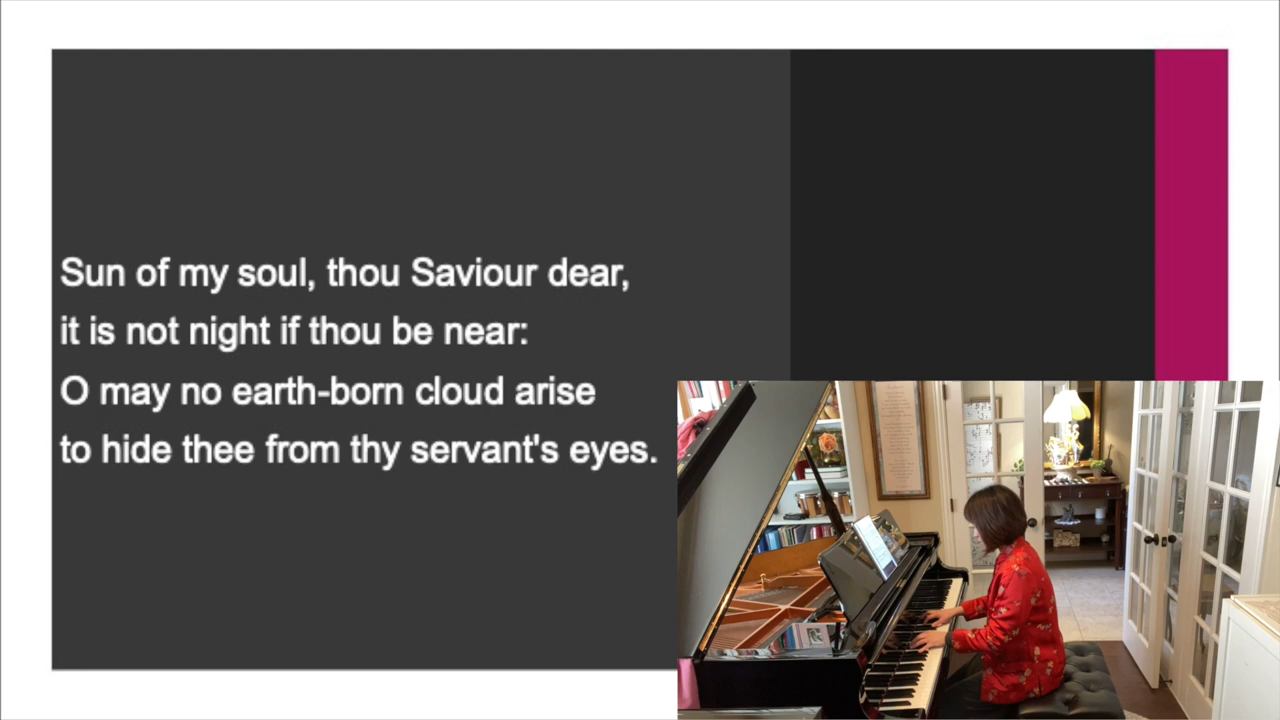 Sun of my soul, thou Saviour dear,
it is not night if thou be near:
O may no earth-born cloud arise
to hide thee from thy servant's eyes.